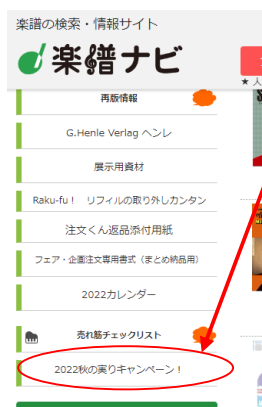 楽譜の検索・情報サイト
楽譜ナビ
★ 人
再版情報
G.Henle Verlag ヘンレ
展示用資材
Raku-fu！　リフィルの取り外しカンタン
注文くん返品添付用紙
フェア・企画注文専用書式（まとめ納品用）
2022カレンダー
売れ筋チェックリスト
2022秋の実りキャンペーン！